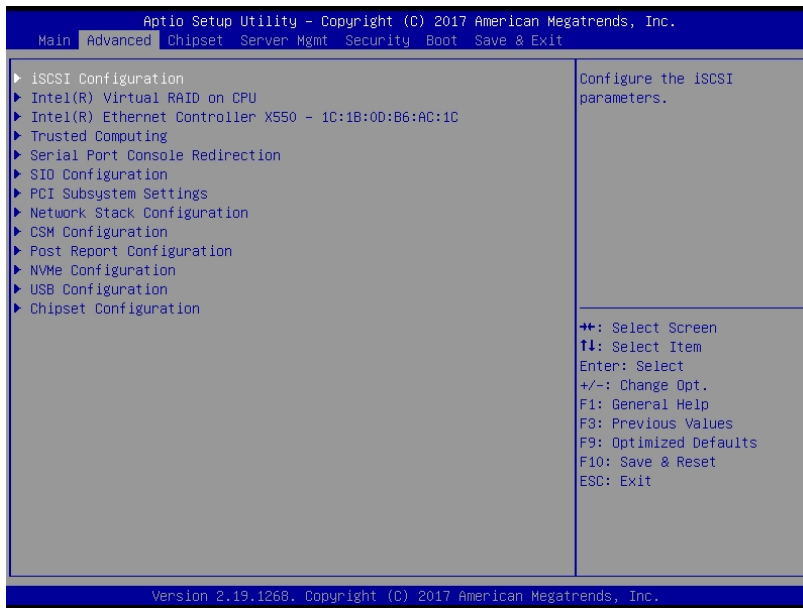 Aptio Setup Utility – Copyright (C) 2017 American Megatrends, Inc.
Main Advanced Chipset Server Mgmt Security Boot Save & Exit
iSCSI Configuration
Intel(R) Virtual RAID on CPU
Intel(R) Ethernet Controller X550 – 1C:1B:0D:B6:AC:1C
Trusted Computing
Serial Port Console Redirection
SIO Configuration
PCI Subsystem Settings
Network Stack Configuration
CSM Configuration
Post Report Configuration
NVMe Configuration
USB Configuration
Chipset Configuration
Configure the iSCSI
parameters.
→←: Select Screen
↑↓: Select Item
Enter: Select
+/-: Change Opt.
F1: General Help
F3: Previous Values
F9: Optimized Defaults
F10: Save & Reset
ESC: Exit
Version 2.19.1268. Copyright (C) 2017 American Megatrends, Inc.